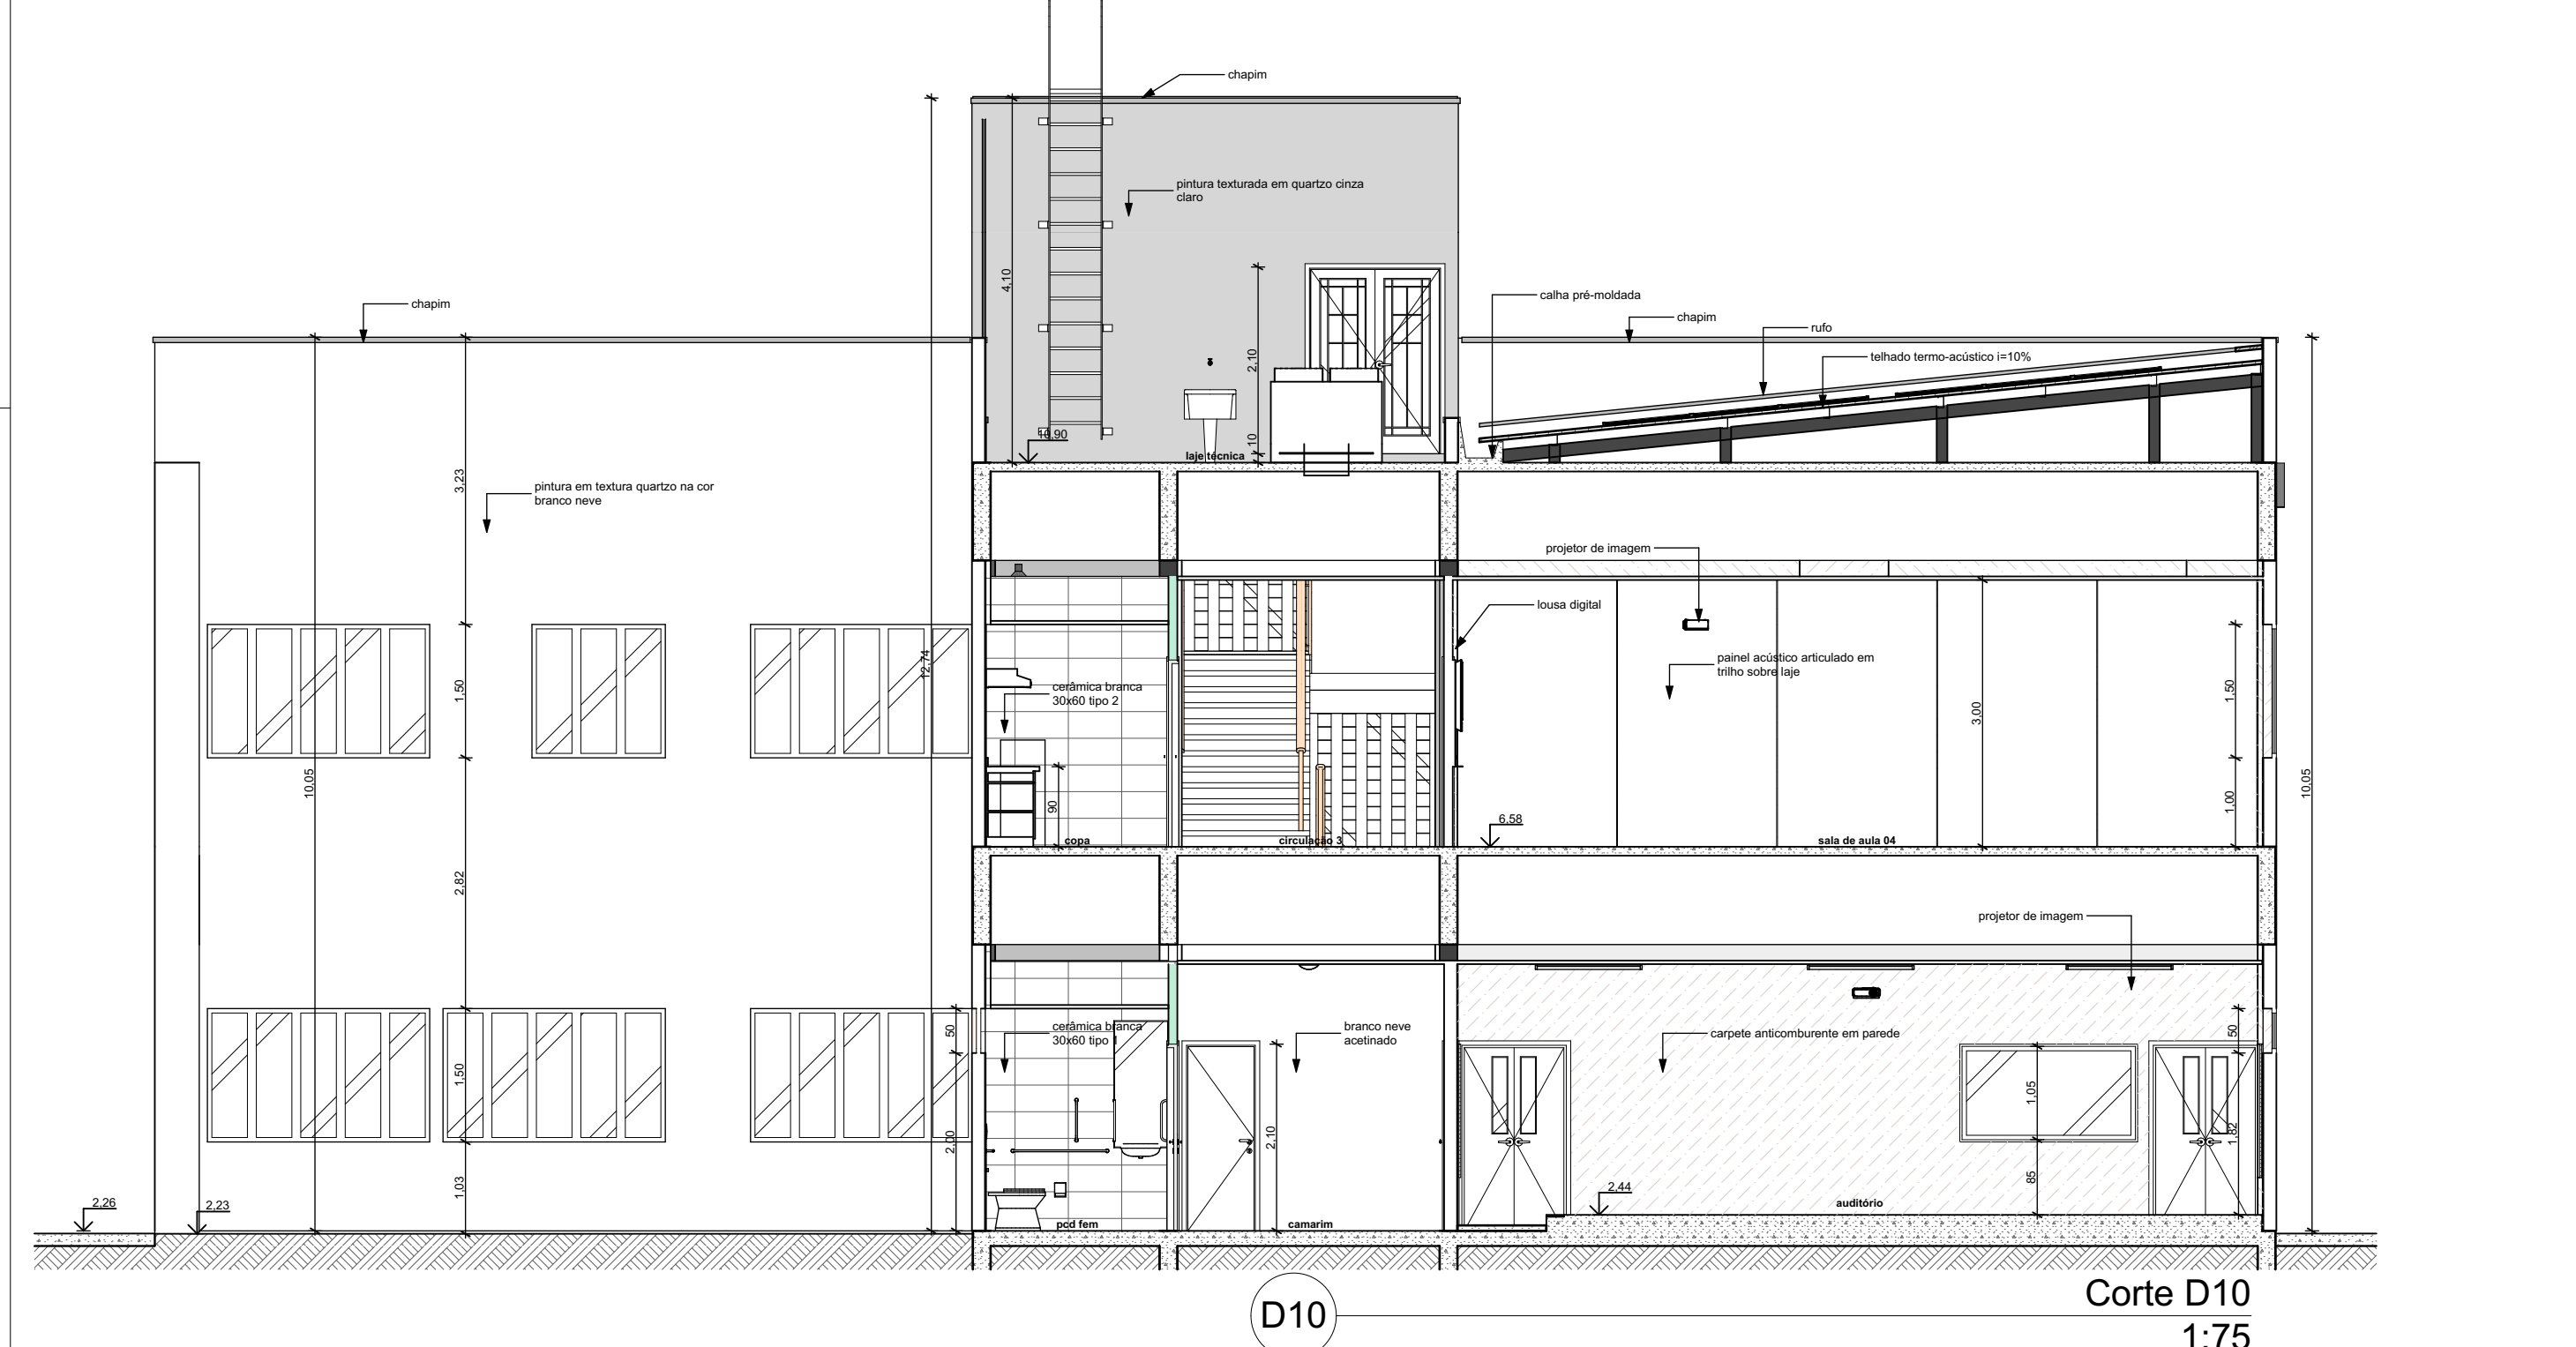 chapim
pintura texturada em quartzo cinza
claro
4,10
chapim
calha pré-moldada
chapim
rufo
telhado termo-acústico i=10%
2,10
10
10,90
laje técnica
3,23
pintura em textura quartzo na cor
branco neve
projetor de imagem
lousa digital
12,74
1,50
cerâmica branca
30x60 tipo 2
painel acústico articulado em
trilho sobre laje
3,00
1,50
10,05
10,05
90
1,00
6,58
copa
circulação 3
sala de aula 04
2,82
projetor de imagem
50
cerâmica branca
30x60 tipo 1
branco neve
acetinado
carpete anticomburente em parede
50
1,50
1,05
2,00
2,10
1,82
1,03
85
2,26
2,23
2,44
pcd fem
camarim
auditório
D10
Corte D10
1:75